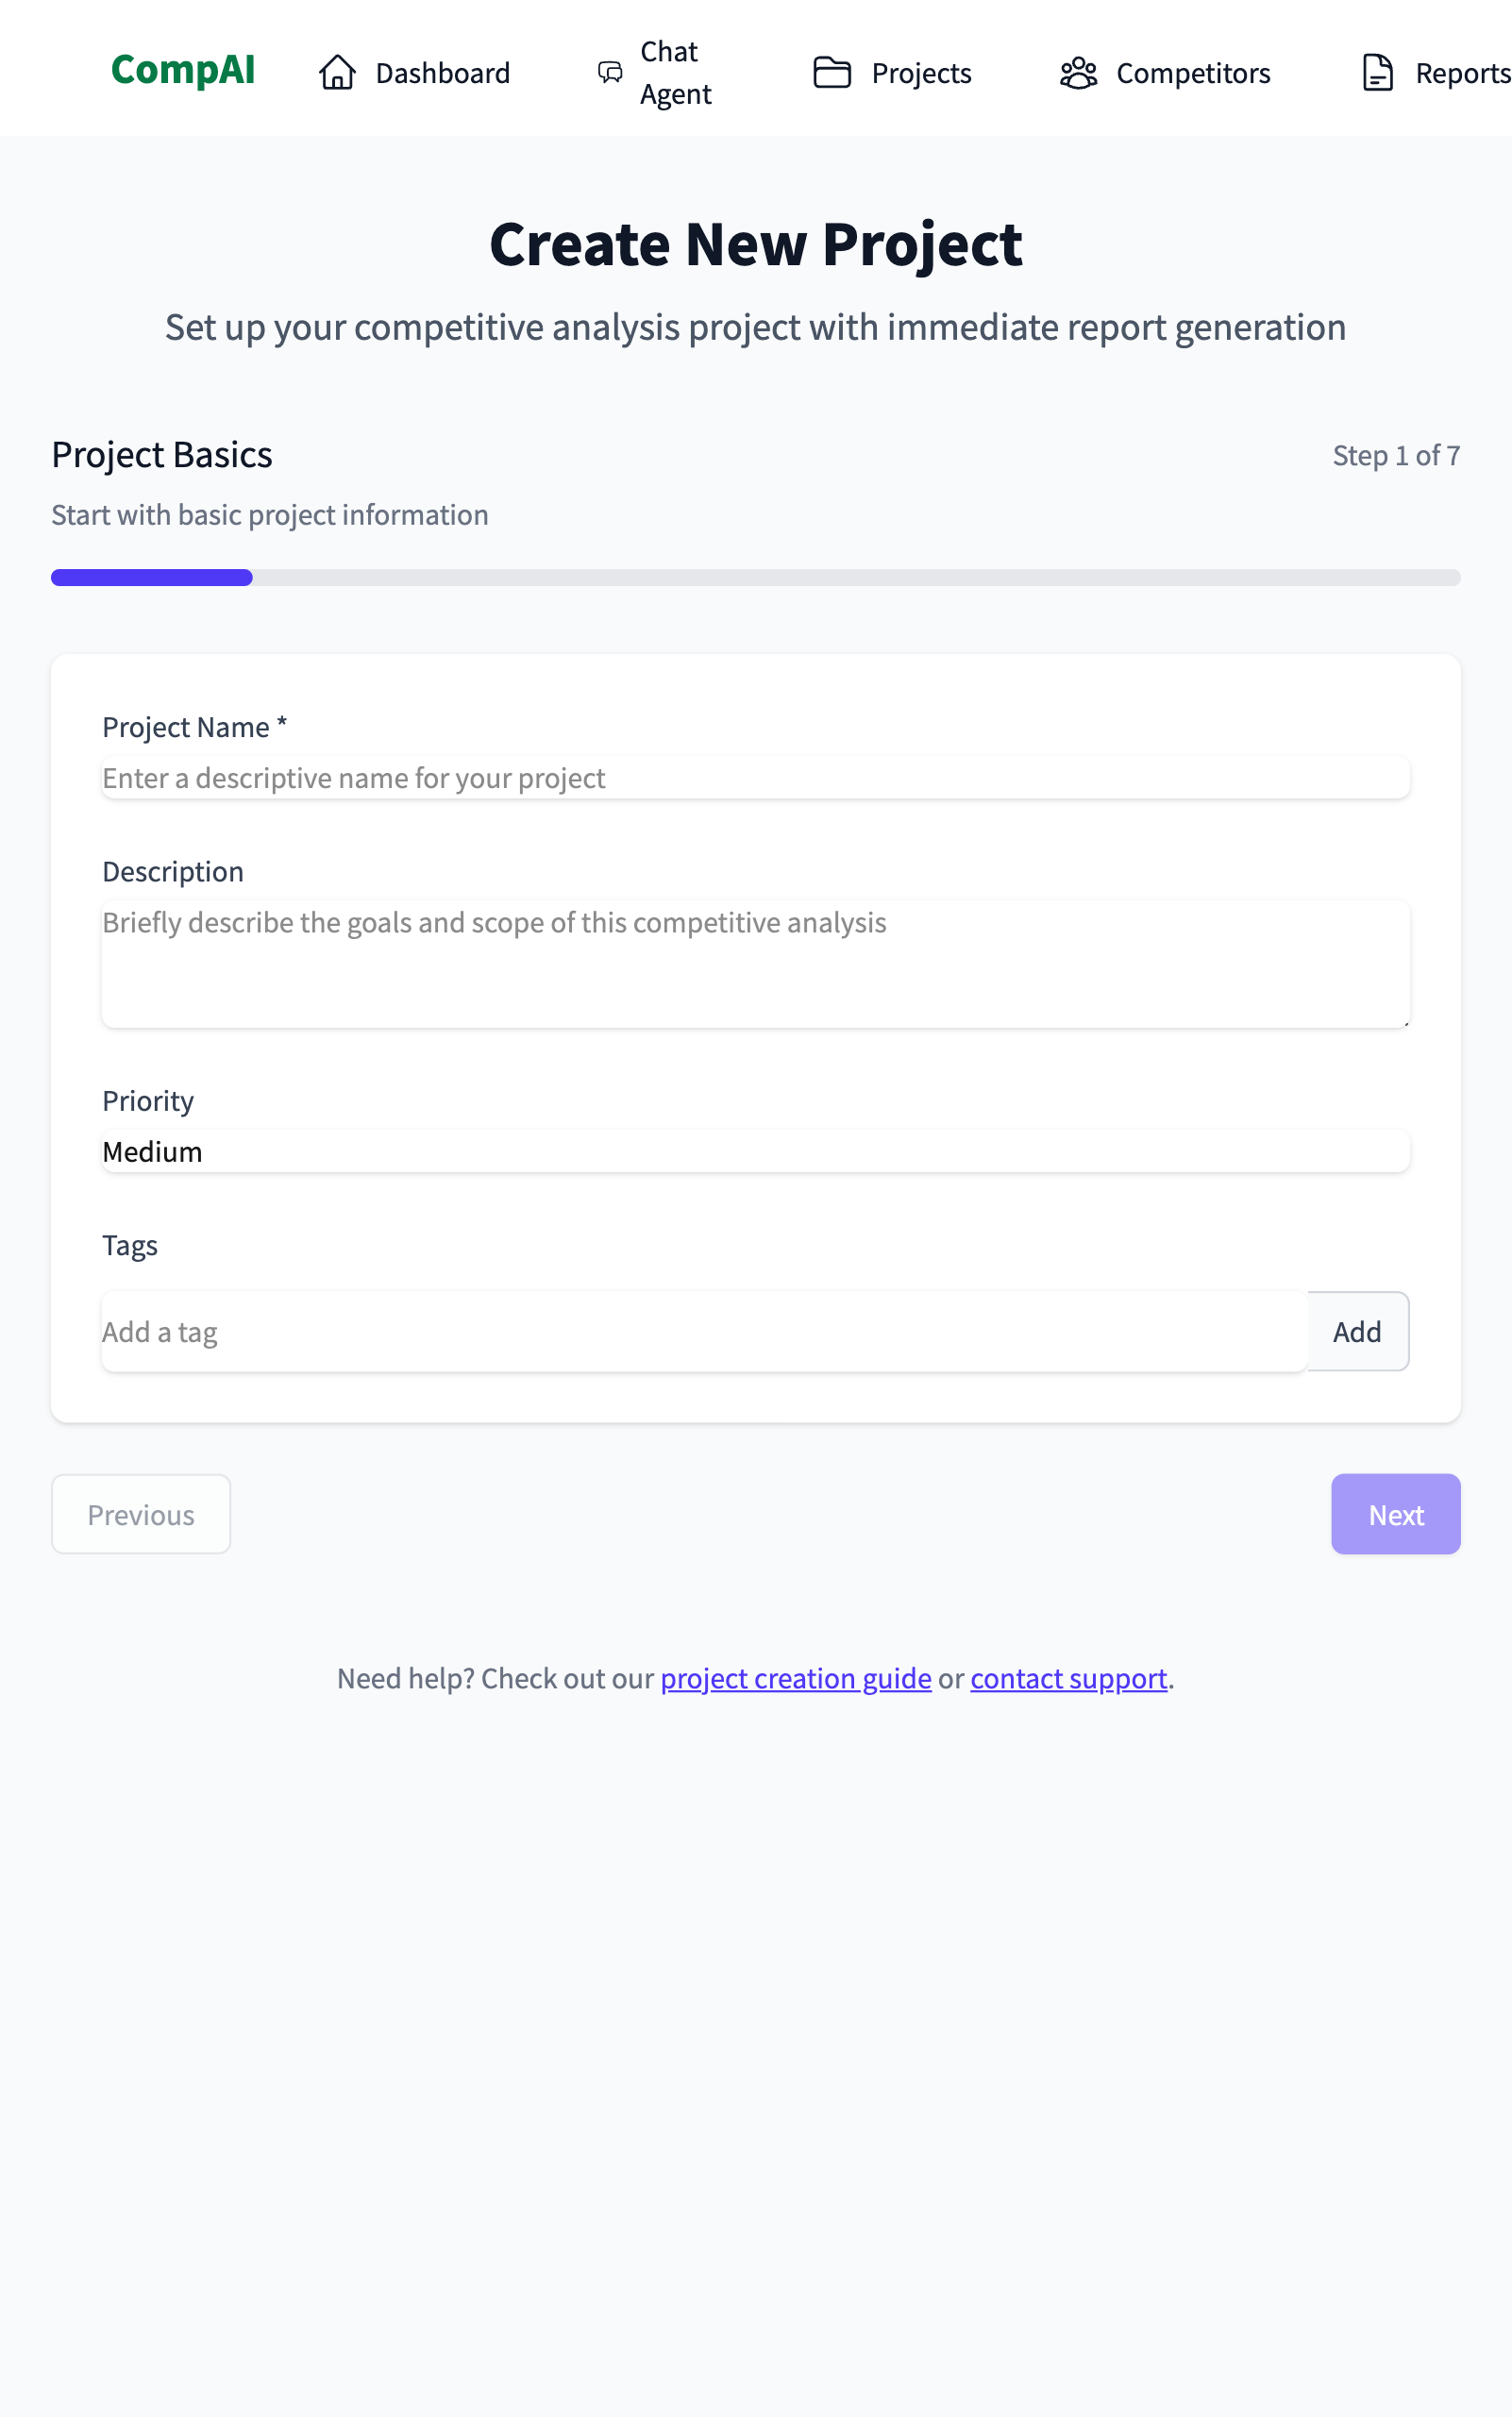 CompAI
Dashboard
Chat
Agent
Projects
Competitors
Reports
Create New Project
Set up your competitive analysis project with immediate report generation
Project Basics
Step 1 of 7
Start with basic project information
Project Name *
Enter a descriptive name for your project
Description
Briefly describe the goals and scope of this competitive analysis
Priority
Medium
Tags
Add a tag
Add
Previous
Next
Need help? Check out our project creation guide or contact support.